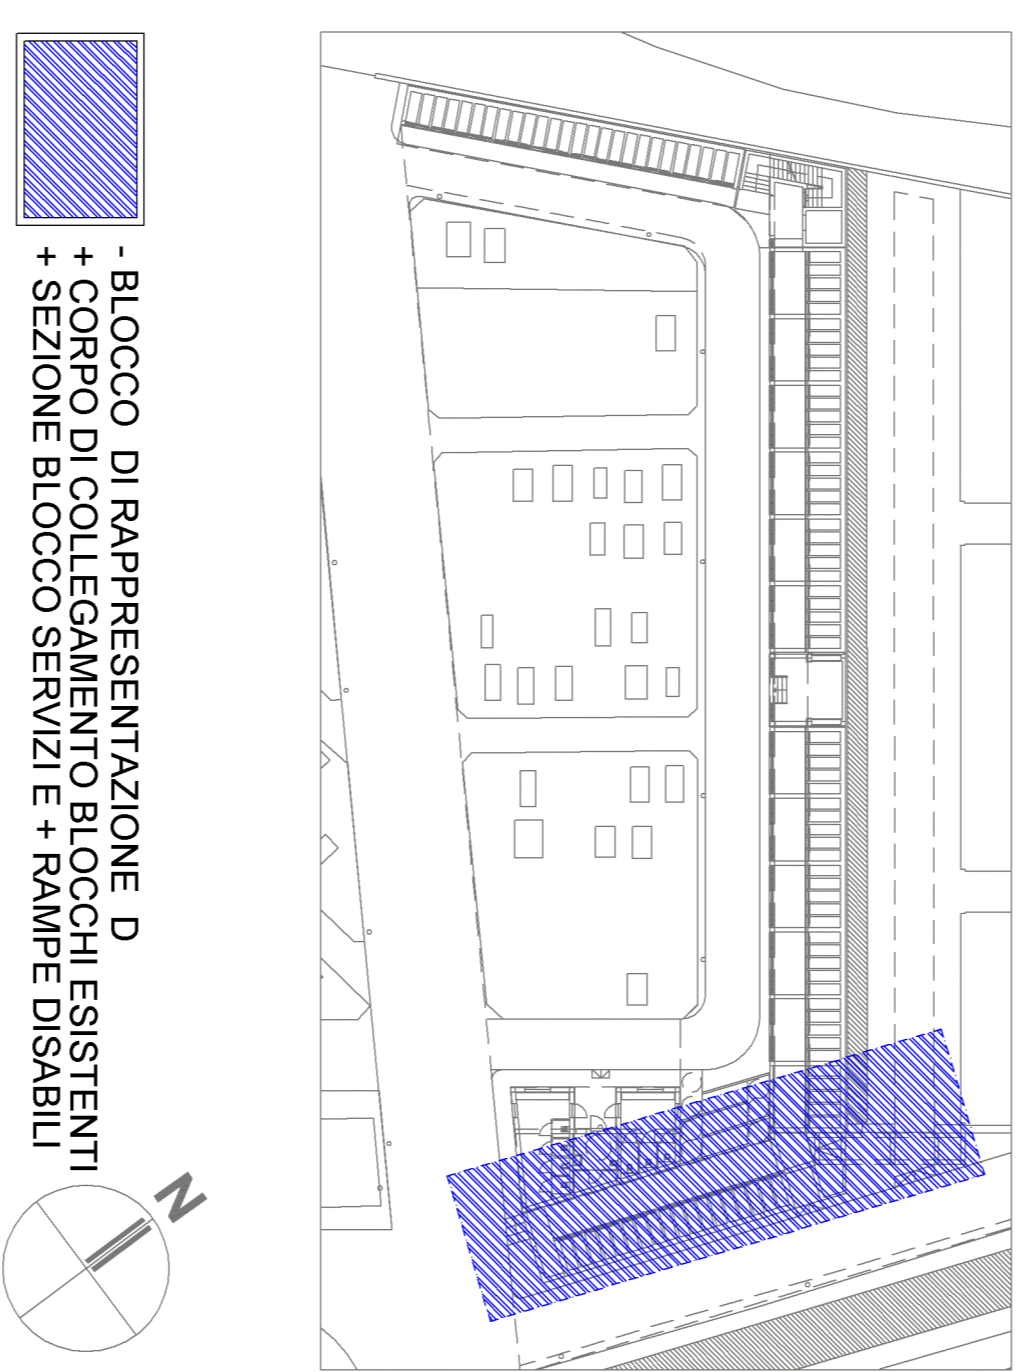 - BLOCCO DI RAPPRESENTAZIONE D
+ CORPO DI COLLEGAMENTO BLOCCHI ESISTENTI
+ SEZIONE BLOCCO SERVIZI E + RAMPE DISABILI
N